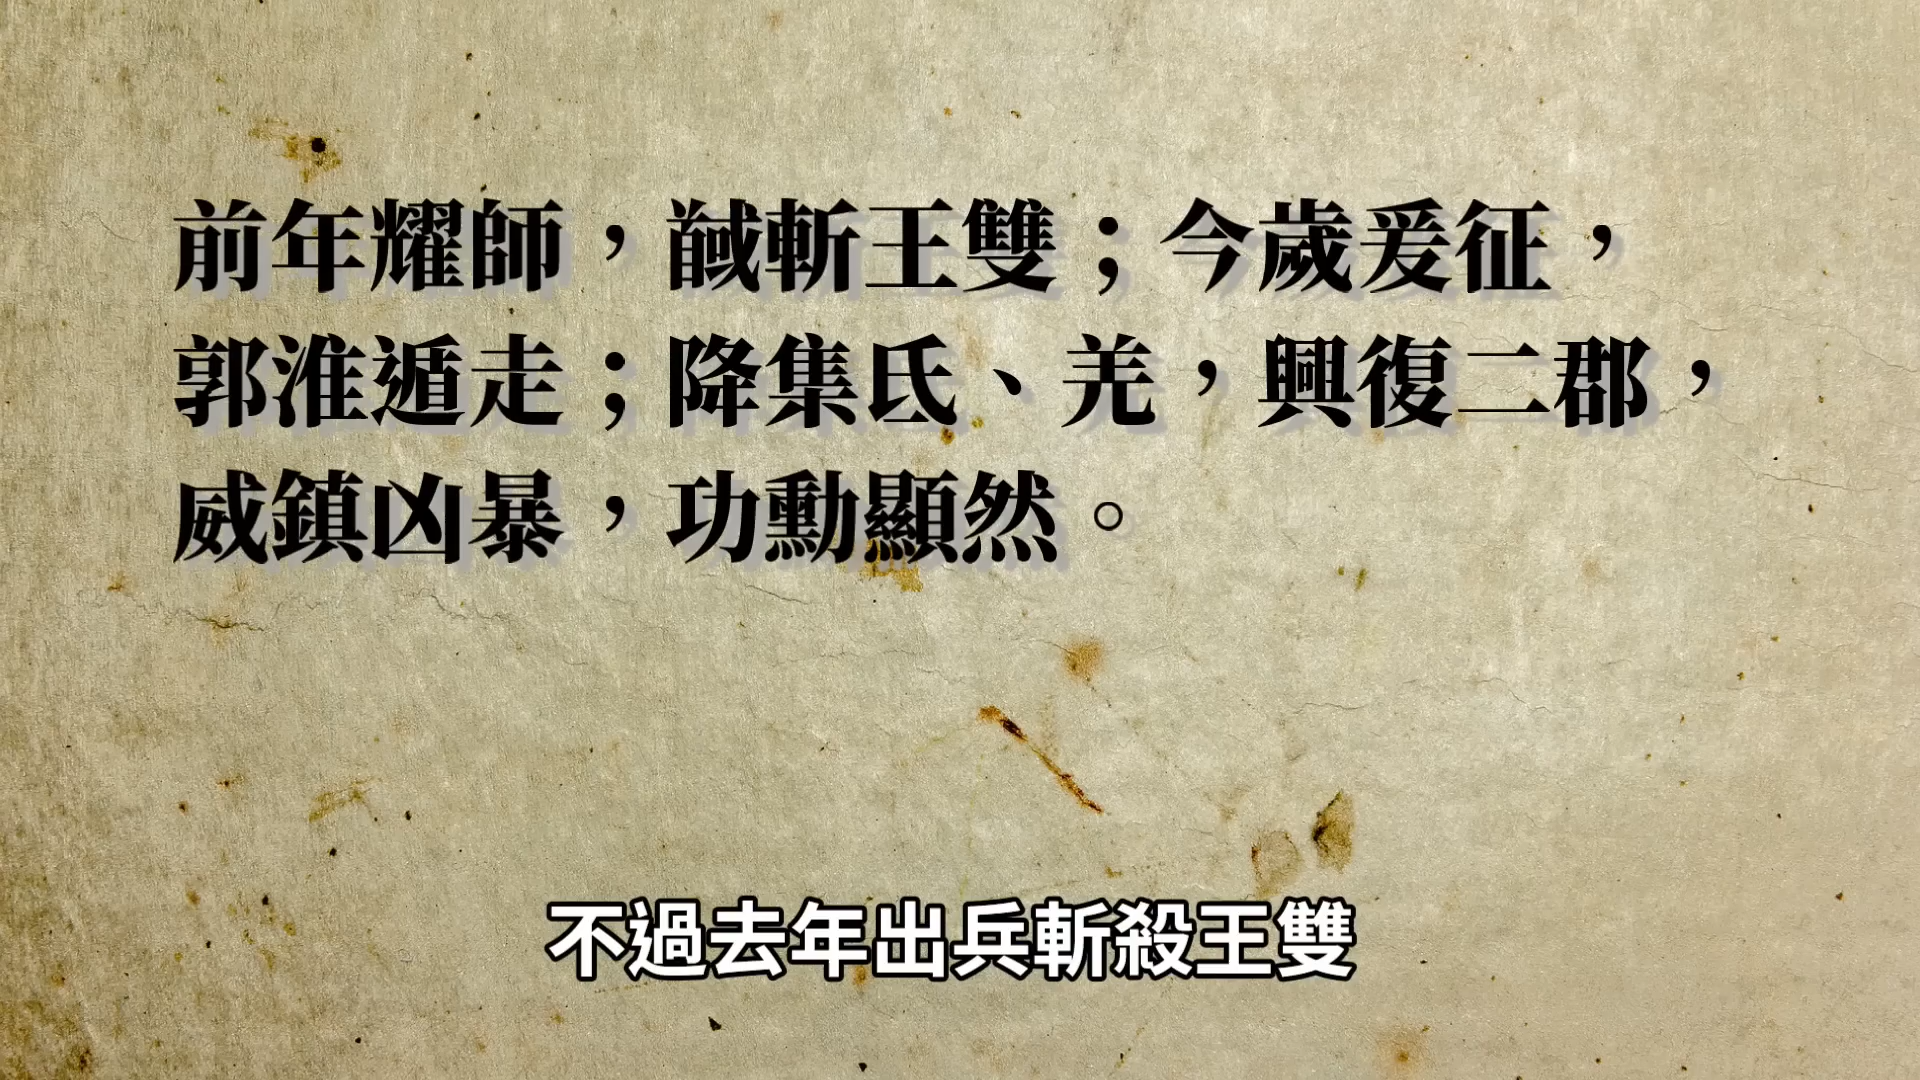 前年耀師，馘斬王雙；今歲爰征，
郭淮遁走；降集氐、羌，興復二郡，
威鎮凶暴，功勳顯然。
不過去年出兵斬殺王雙